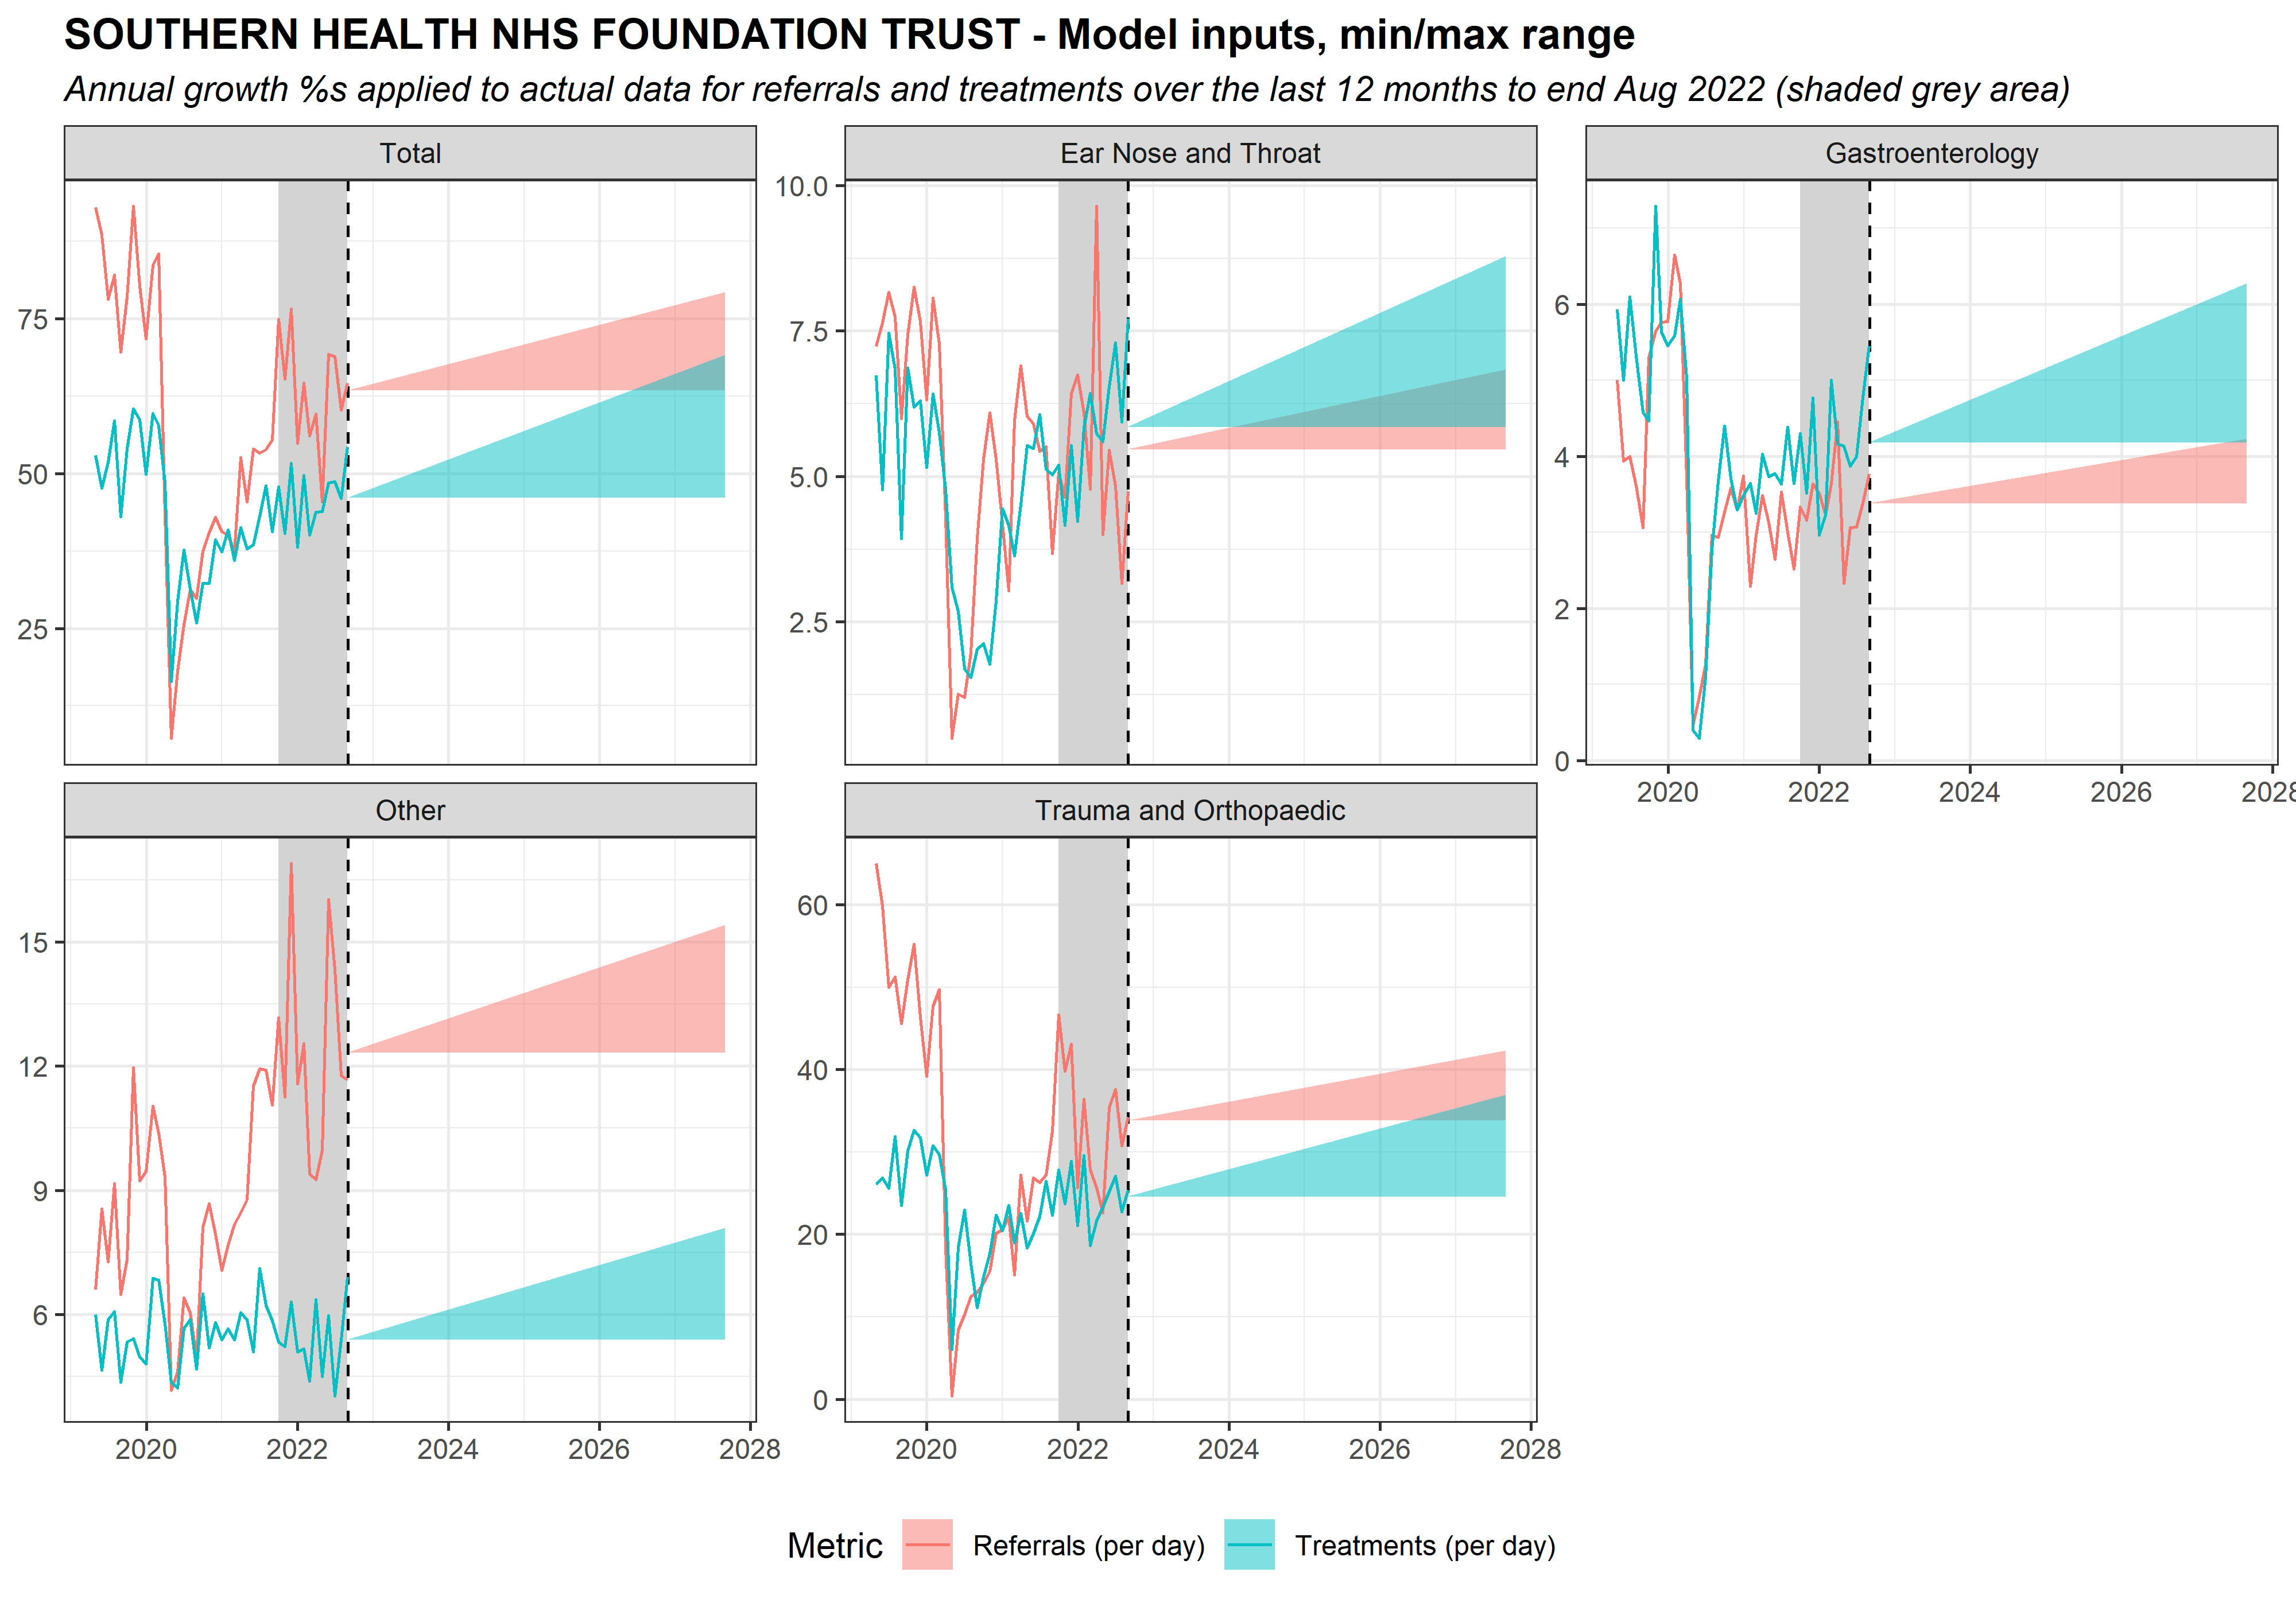 SOUTHERN HEALTH NHS FOUNDATION TRUST - Model inputs, min/max range
Annual growth %s applied to actual data for referrals and treatments over the last 12 months to end Aug 2022 (shaded grey area)
Total
75
50
25
Ear Nose and Throat
10.0
7.5
5.0
2.5
Gastroenterology
6
4
2
0
2020 2022 2024 2026 2028
Other
15
12
9
6
2020 2022 2024 2026 2028
Trauma and Orthopaedic
60
40
20
0
2020 2022 2024 2026 2028
Metric Referrals (per day) Treatments (per day)